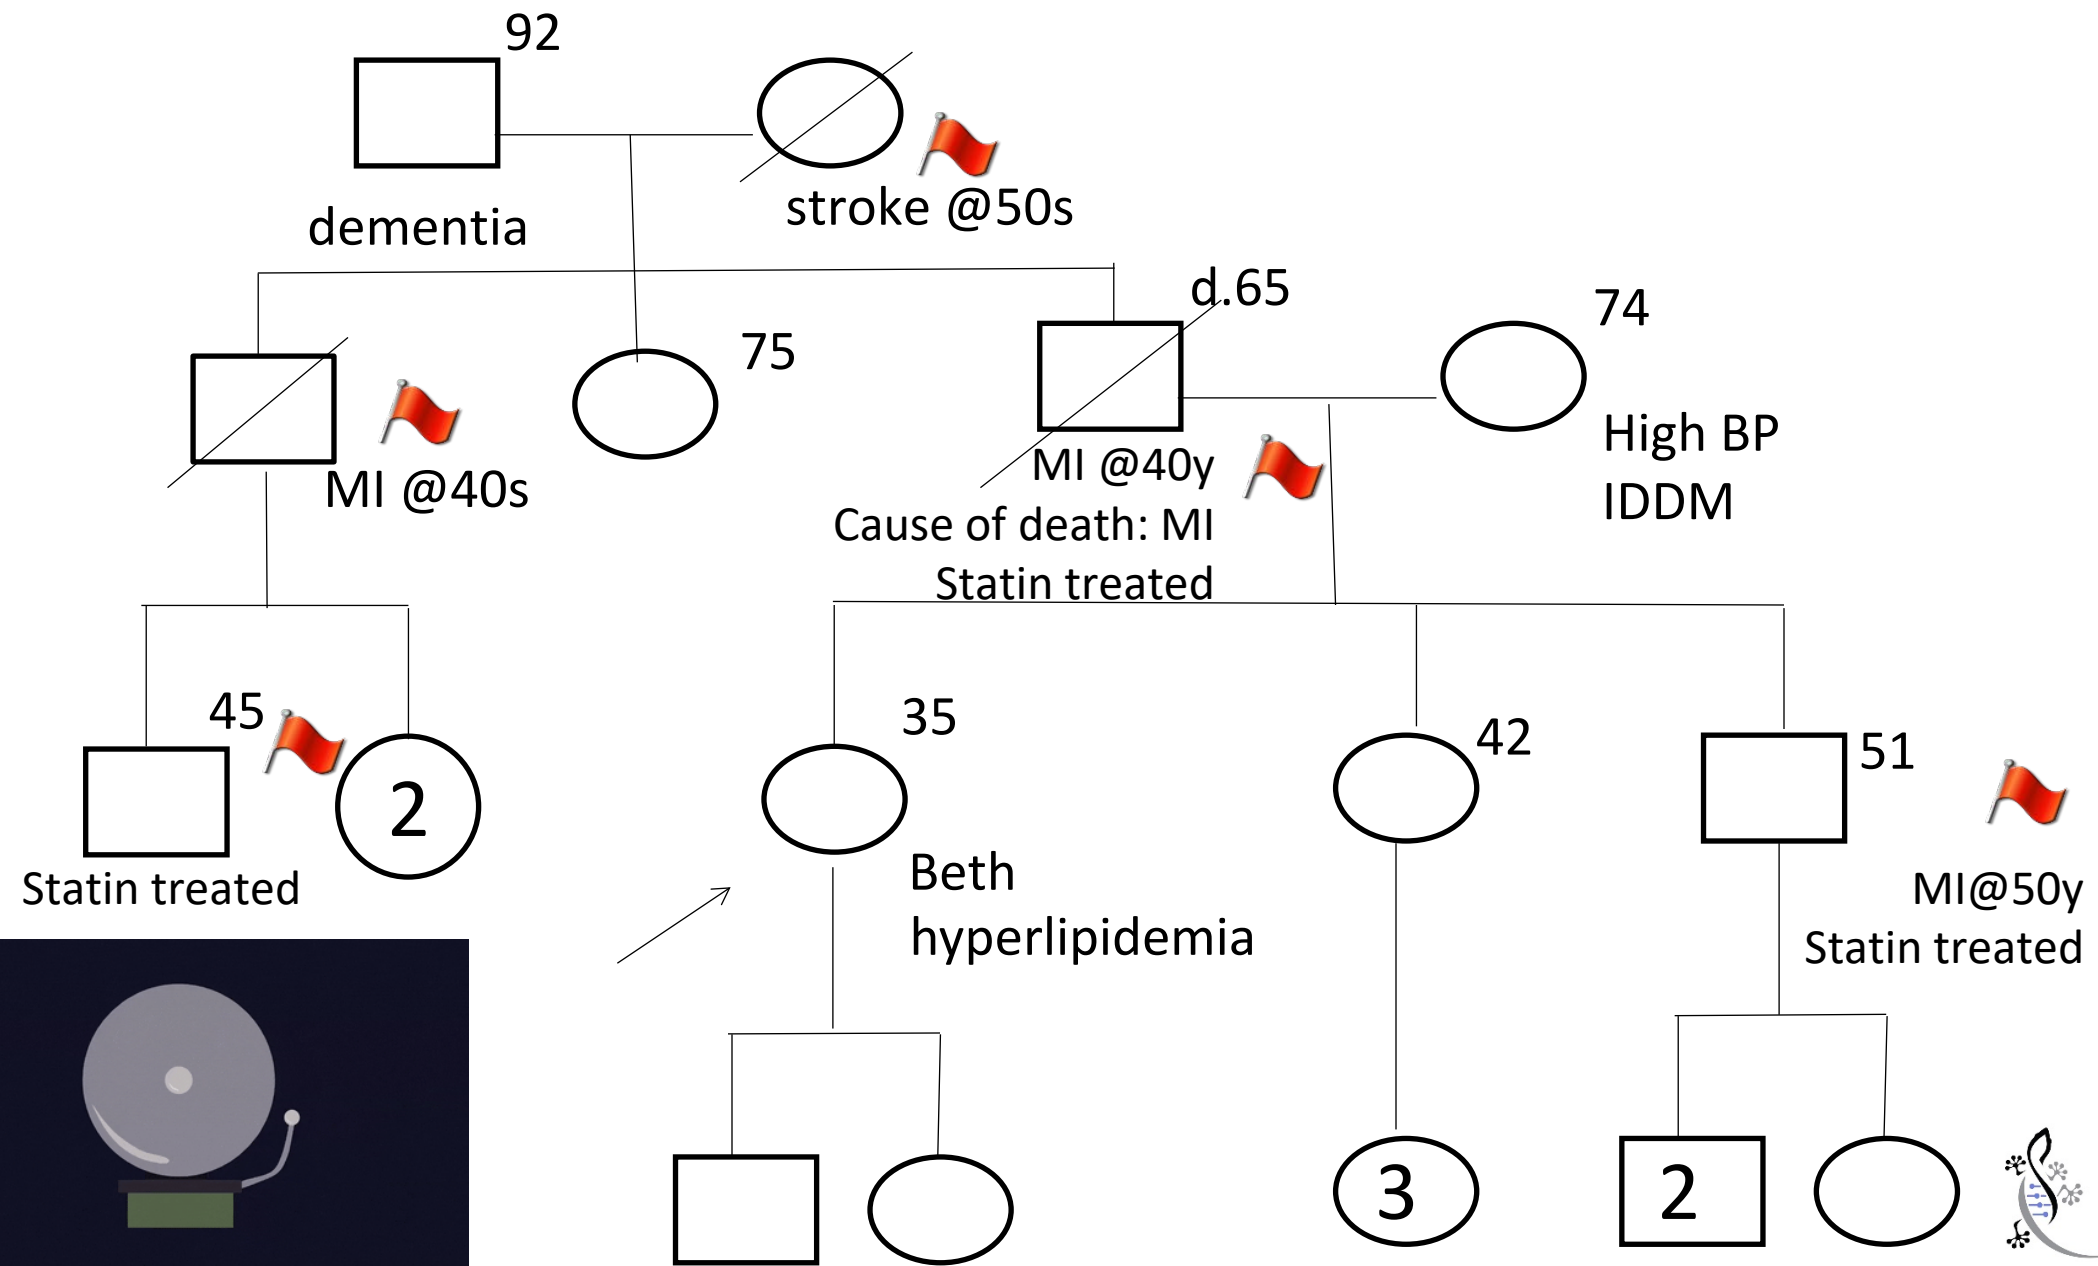 92
dementia
stroke @50s
d.65
74
75
MI @40s
MI @40y
Cause of death: MI
Statin treated
High BP
IDDM
45
2
Statin treated
35
Beth
hyperlipidemia
42
51
MI@50y
Statin treated
3
2